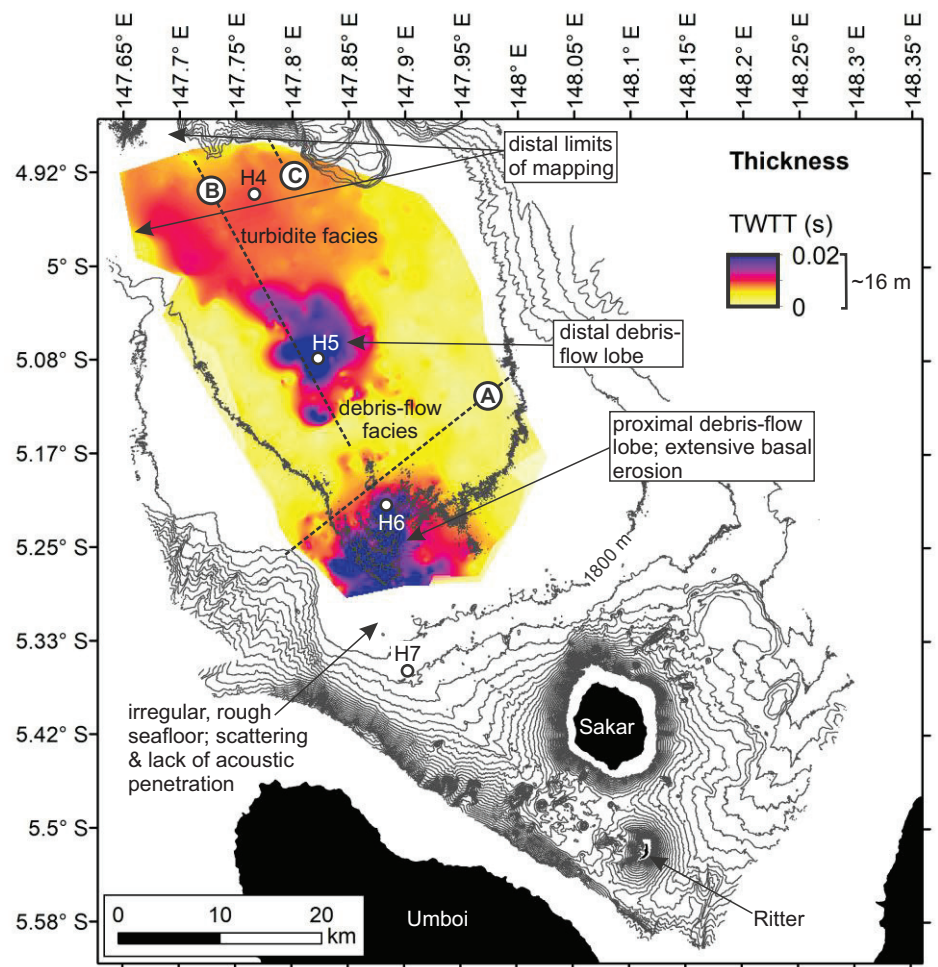 147.65° E
147.7° E
147.75° E
147.8° E
147.85° E
147.90° E
147.95° E
148° E
148.05° E
148.1° E
148.15° E
148.2° E
148.25° E
148.3° E
148.35° E
4.92° S
5° S
5.08° S
5.17° S
5.25° S
5.33° S
5.42° S
5.5° S
5.58° S
distal limits
of mapping
Thickness
TWTT (s)
0.02
0
~16 m
B
H4
C
turbidite facies
distal debris-
flow lobe
H5
A
debris-flow
facies
proximal debris-flow
lobe; extensive basal
erosion
H6
1800 m
H7
irregular, rough
seafloor; scattering
& lack of acoustic
penetration
Sakar
Ritter
Umboi
0 10 20
km